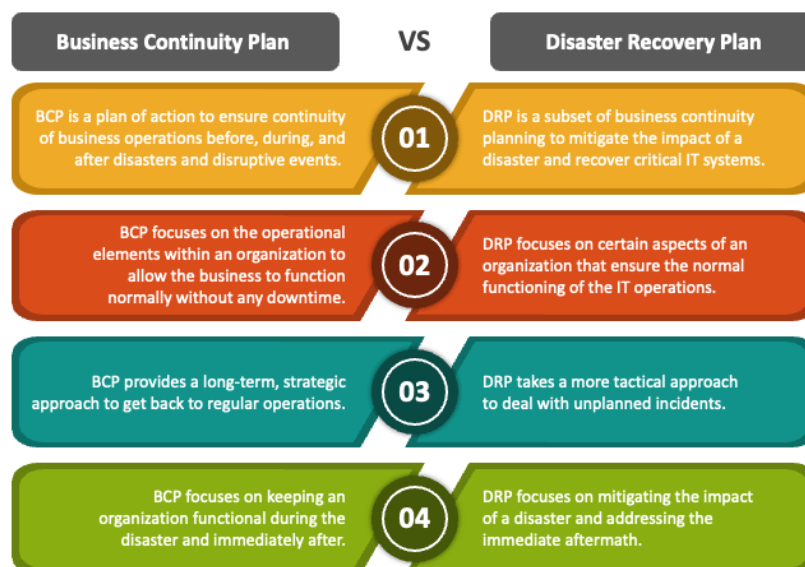 Business Continuity Plan
VS
Disaster Recovery Plan
BCP is a plan of action to ensure continuity
of business operations before, during, and
after disasters and disruptive events.
01
DRP is a subset of business continuity
planning to mitigate the impact of a
disaster and recover critical IT systems.
BCP focuses on the operational
elements within an organization to
allow the business to function
normally without any downtime.
02
DRP focuses on certain aspects of an
organization that ensure the normal
functioning of the IT operations.
BCP provides a long-term, strategic
approach to get back to regular operations.
03
DRP takes a more tactical approach
to deal with unplanned incidents.
BCP focuses on keeping an
organization functional during the
disaster and immediately after.
04
DRP focuses on mitigating the impact
of a disaster and addressing the
immediate aftermath.